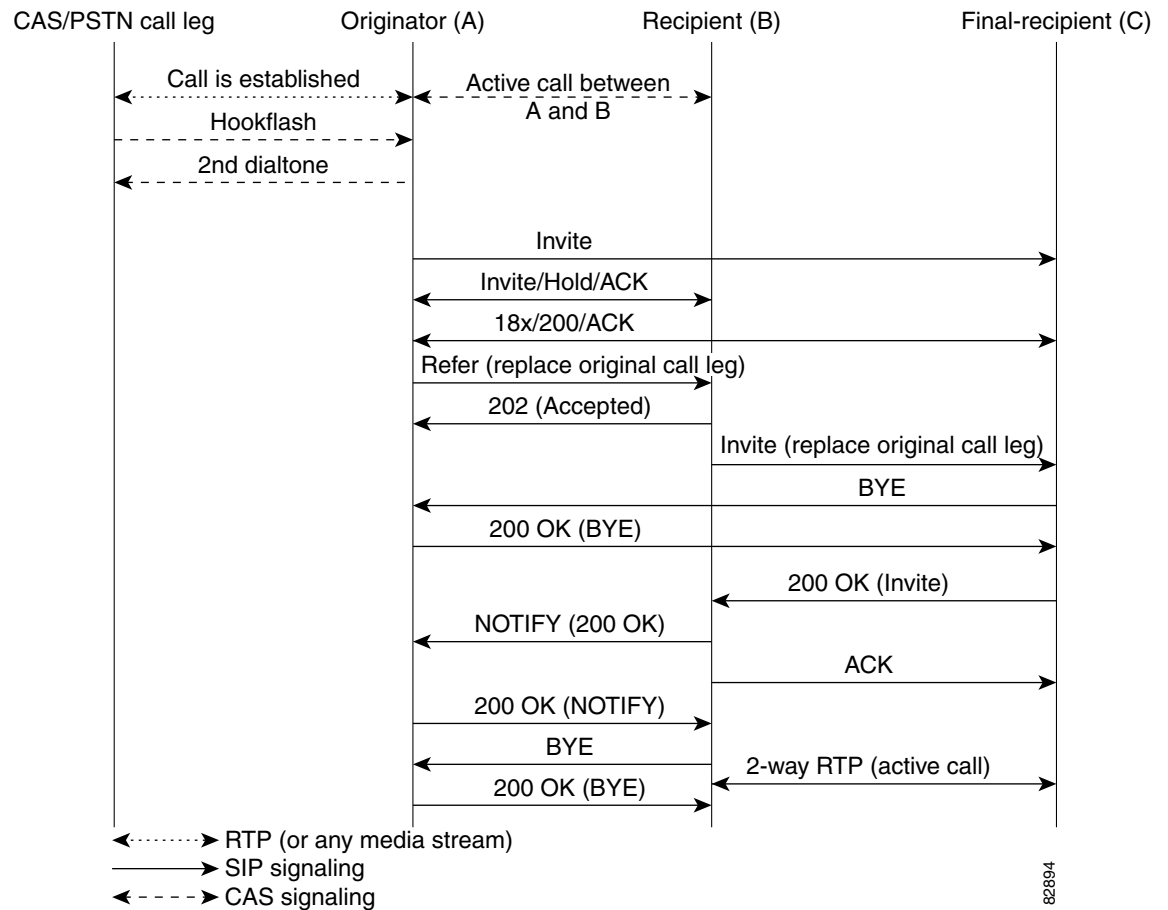 CAS/PSTN call leg
Originator (A)
Recipient (B)
Final-recipient (C)
Call is established
Active call between
A and B
Hookflash
2nd dialtone
Invite
Invite/Hold/ACK
18x/200/ACK
Refer (replace original call leg)
202 (Accepted)
Invite (replace original call leg)
BYE
200 OK (BYE)
200 OK (Invite)
NOTIFY (200 OK)
ACK
200 OK (NOTIFY)
BYE
2-way RTP (active call)
200 OK (BYE)
RTP (or any media stream)
SIP signaling
CAS signaling
82894